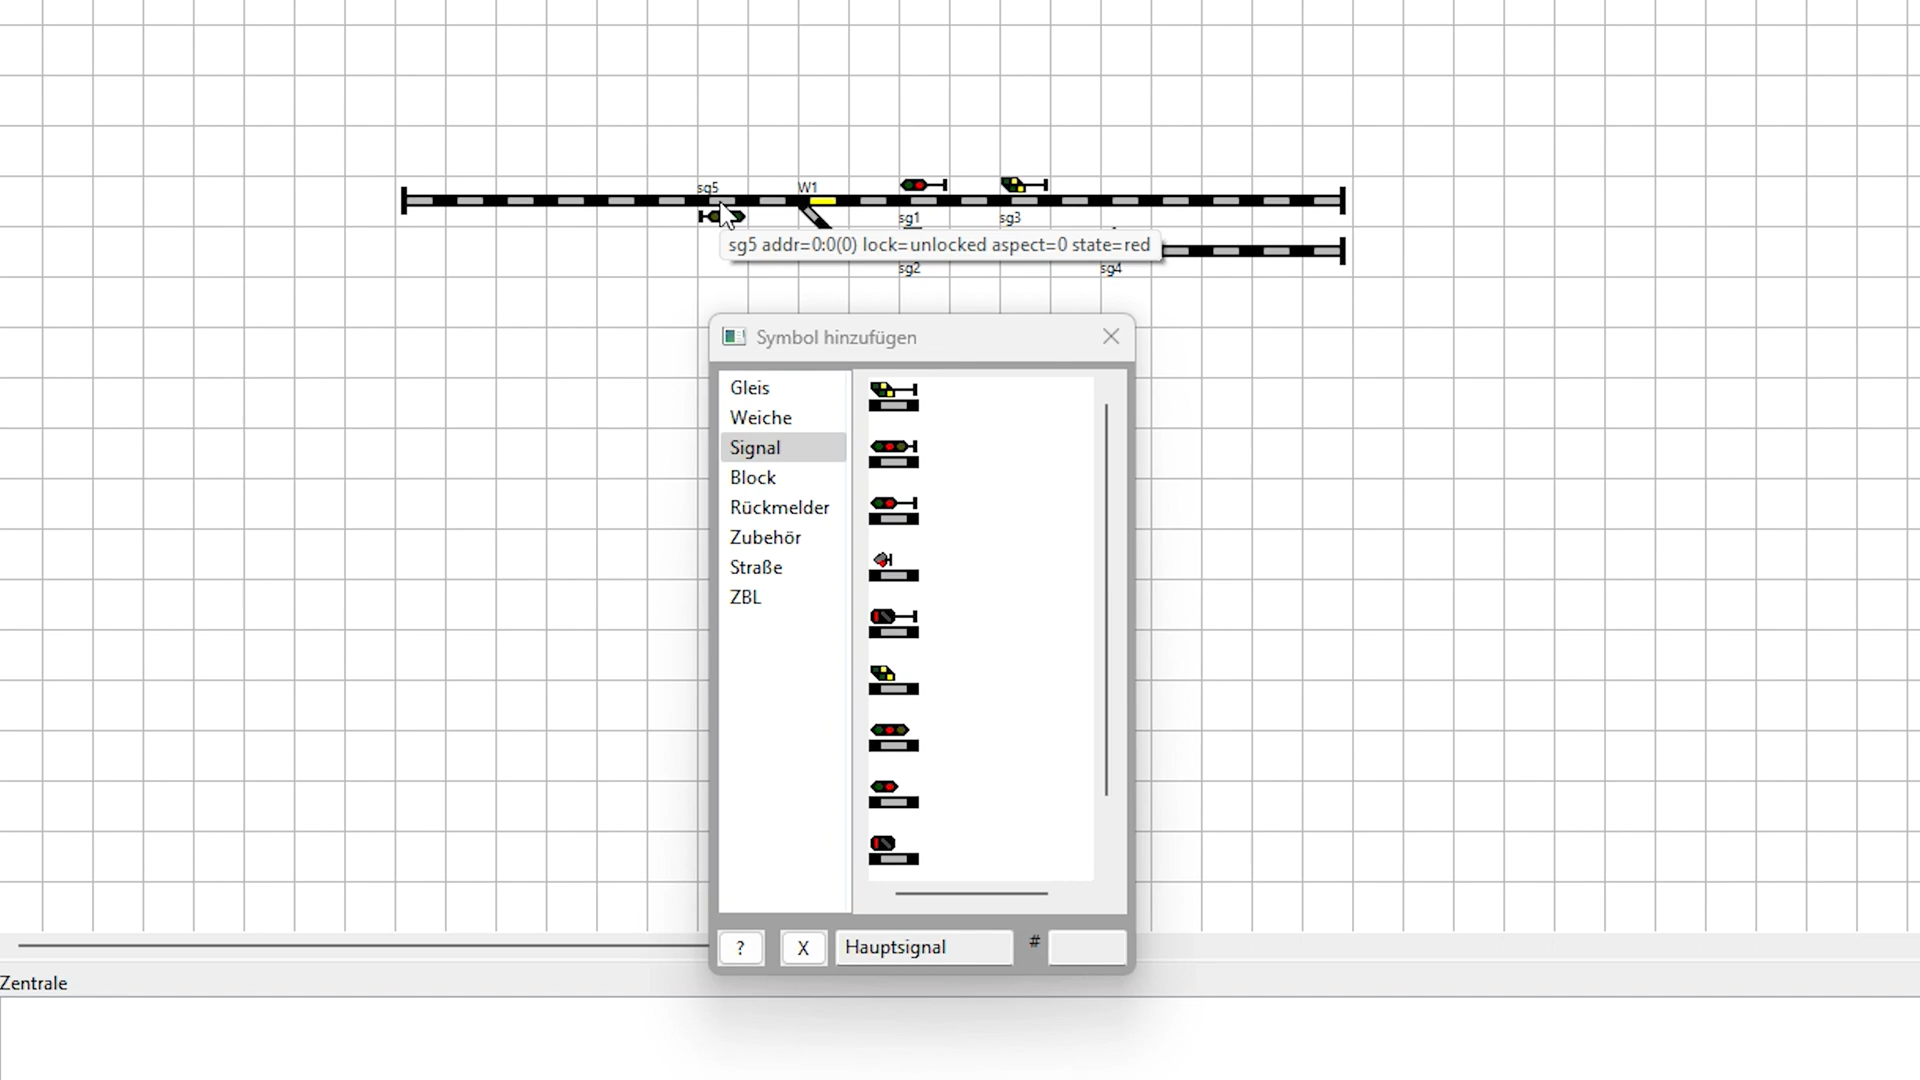 sg5
W1
sg1
sg3
sg5 addr=0:0(0) lock=unlocked aspect=0 state=red
sg2
sg4
Symbol hinzufügen
Gleis
Weiche
Signal
Block
Rückmelder
Zubehör
Straße
ZBL
?
X
Hauptsignal
#
Zentrale